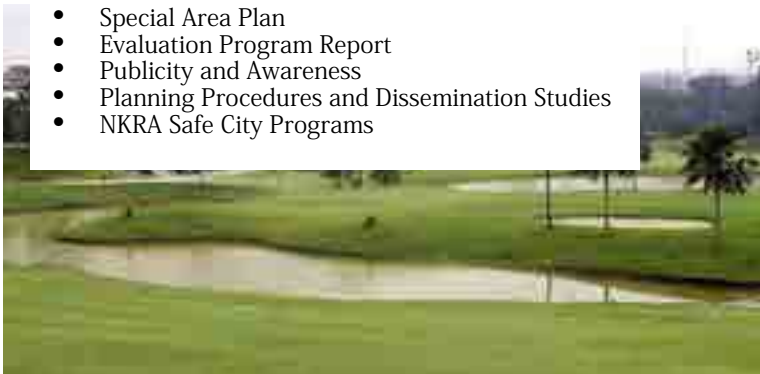 • Special Area Plan
• Evaluation Program Report
• Publicity and Awareness
• Planning Procedures and Dissemination Studies
• NKRA Safe City Programs